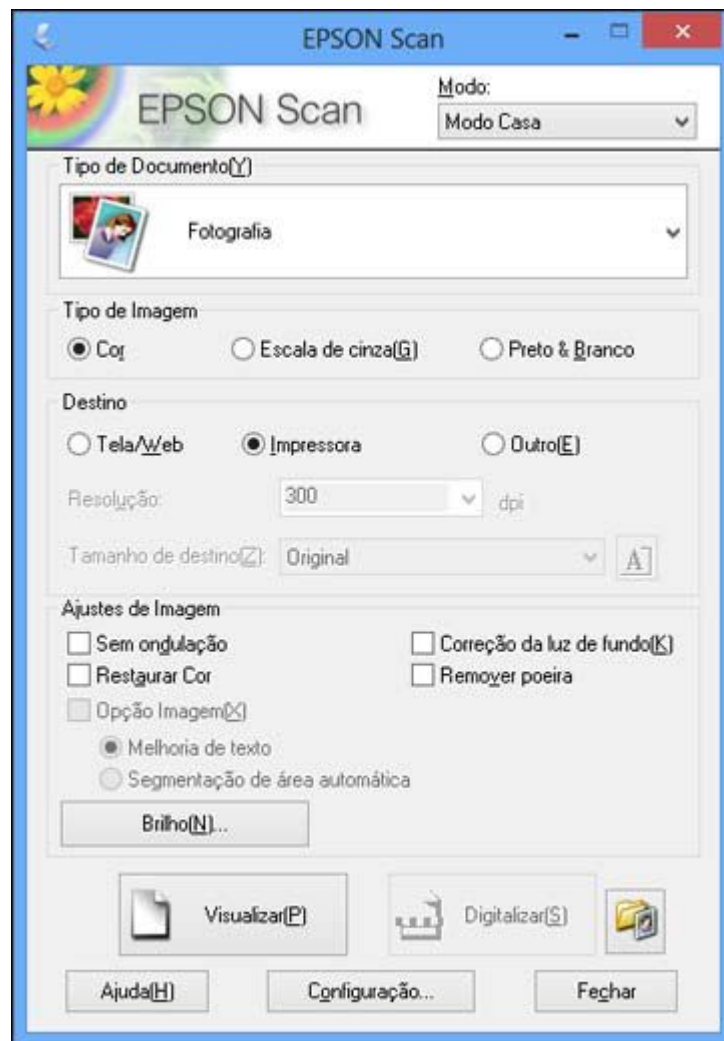 EPSON Scan
EPSON Scan
Modo:
Modo Casa
Tipo de Documento(Y)
Fotografia
Tipo de Imagem
Cor Escala de cinza(G) Preto & Branco
Destino
Tela/Web Impressora Outro(E)
Resolução: 300 dpi
Tamanho de destino(Z): Original A
Ajustes de Imagem
Sem ondulação Correção da luz de fundo(K)
Restaurar Cor Remover poeira
Opção Imagem(X)
Melhoria de texto
Segmentação de área automática
Brilho(N)...
Visualizar(P) Digitalizar(S)
Ajuda(H) Configuração... Fechar